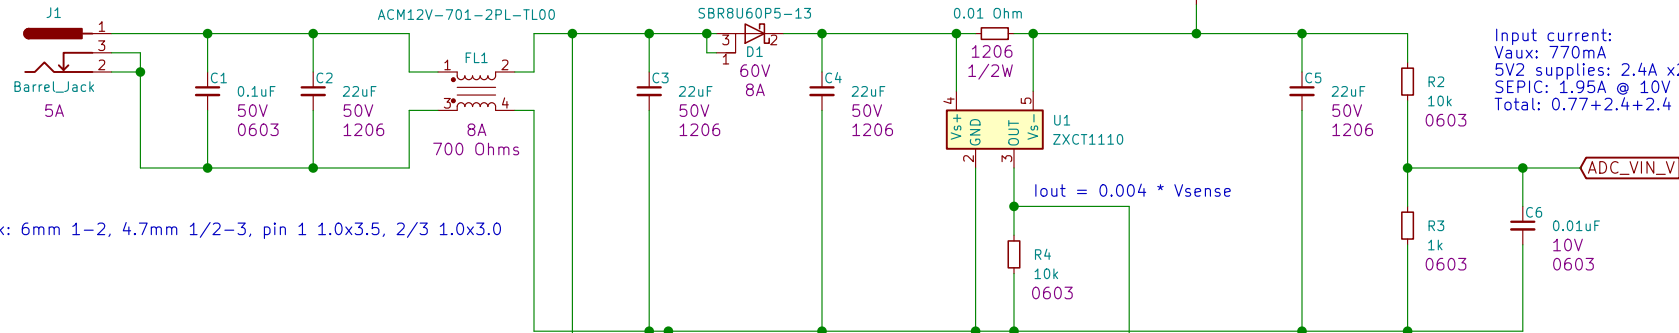 J1
1
3
2
Barrel_Jack
5A
C1
0.1uF
50V
0603
C2
22uF
50V
1206
ACM12V-701-2PL-TL00
FL1
1
2
3
4
8A
700 Ohms
C3
22uF
50V
1206
SBR8U60P5-13
3
2
1
D1
60V
8A
C4
22uF
50V
1206
0.01 Ohm
1206
1/2W
4
5
Vs+
GND
OUT
Vs-
2
3
U1
ZXCT1110
Iout = 0.004 * Vsense
R4
10k
0603
C5
22uF
50V
1206
R2
10k
0603
R3
1k
0603
C6
0.01uF
10V
0603
ADC_VIN_V
Input current:
Vaux: 770mA
5V2 supplies: 2.4A x2
SEPIC: 1.95A @ 10V
Total: 0.77+2.4+2.4
k: 6mm 1-2, 4.7mm 1/2-3, pin 1 1.0x3.5, 2/3 1.0x3.0